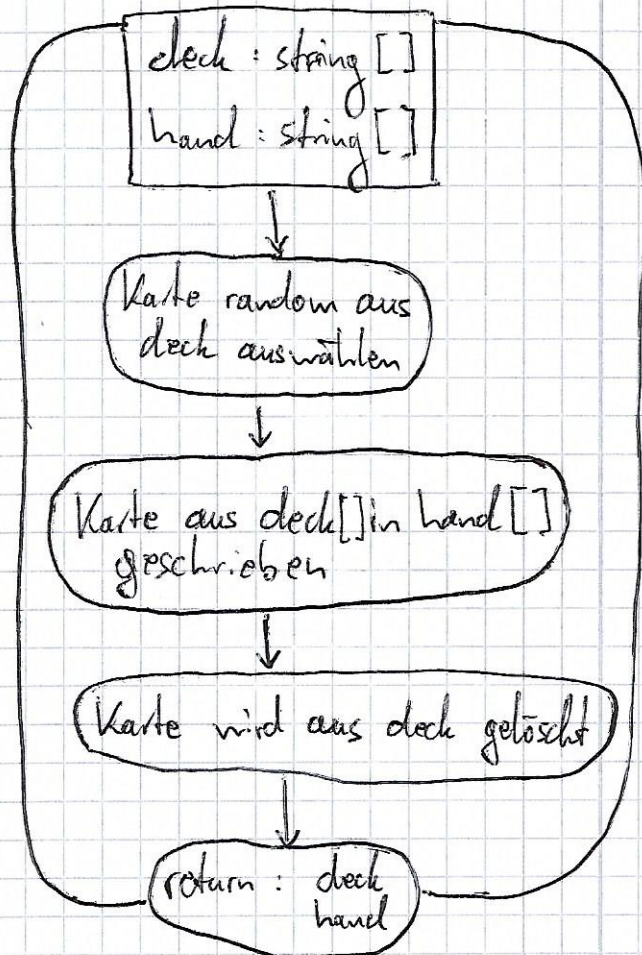 deck : string []
hand : string []
Karte random aus
deck auswählen
Karte aus deck[] in hand []
geschrieben
Karte wird aus deck gelöscht
return : deck
hand